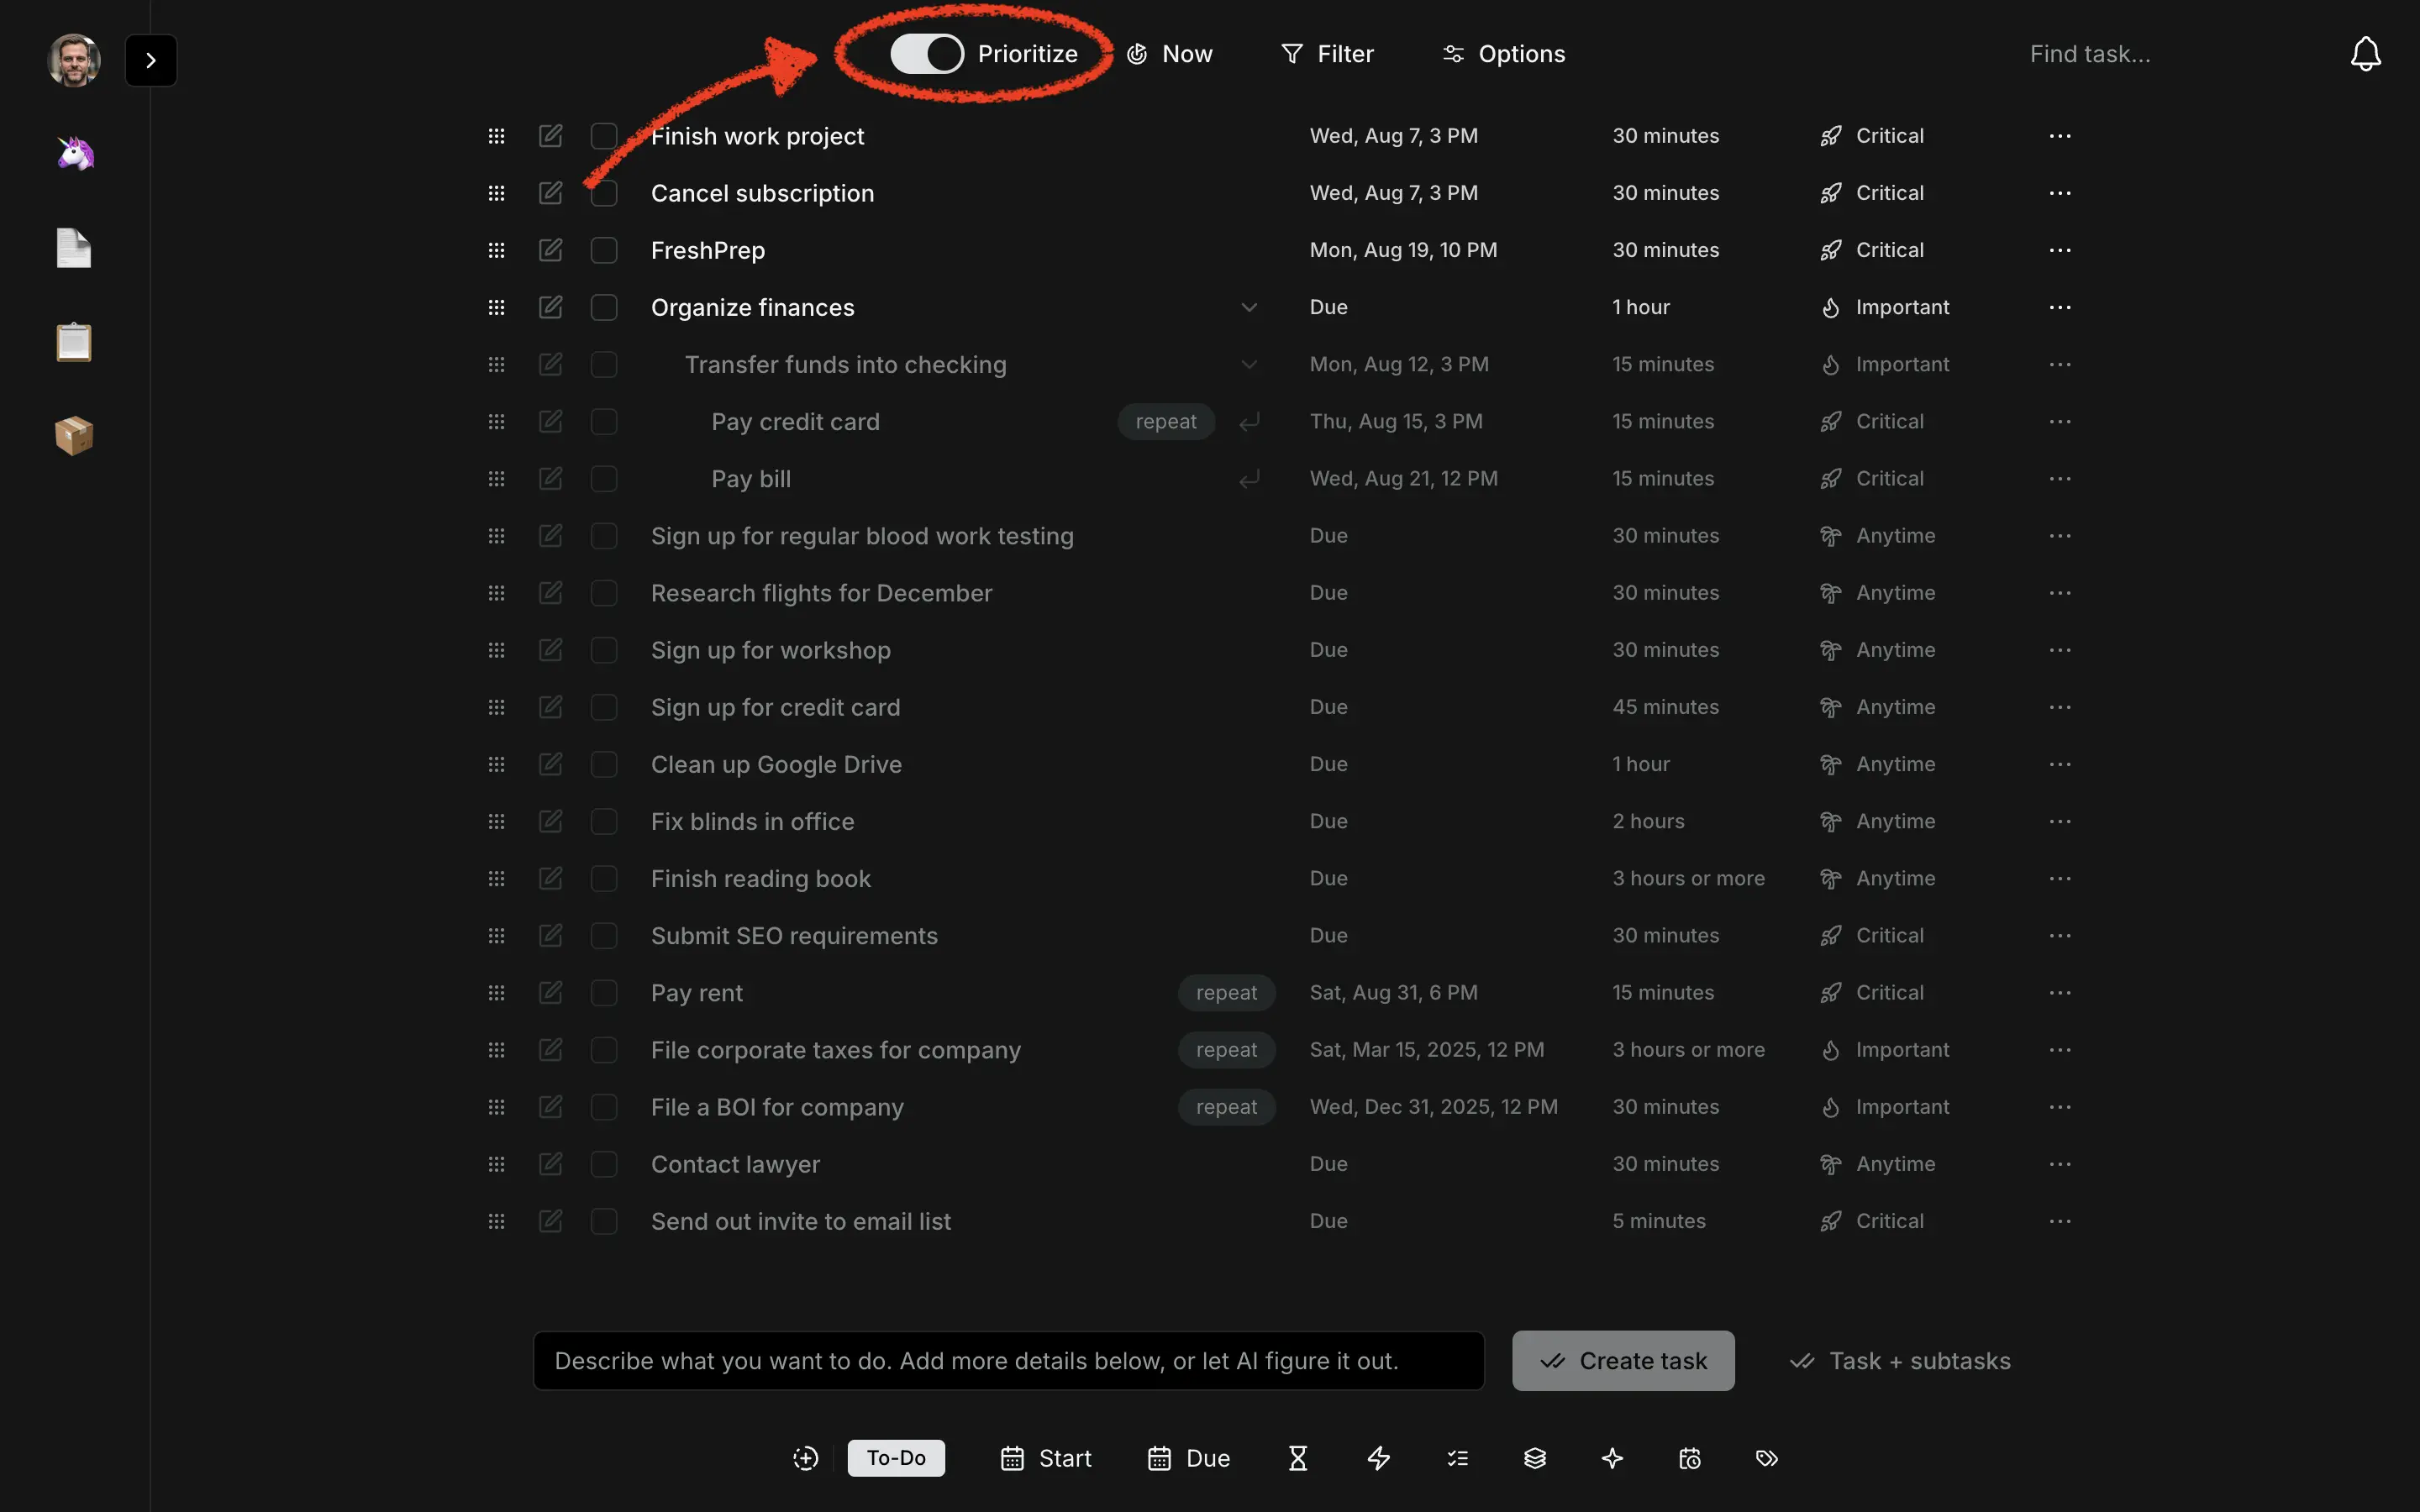 Prioritize Now Filter Options Find task...
Finish work project Wed, Aug 7, 3 PM 30 minutes Critical
Cancel subscription Wed, Aug 7, 3 PM 30 minutes Critical
FreshPrep Mon, Aug 19, 10 PM 30 minutes Critical
Organize finances Due 1 hour Important
Transfer funds into checking Mon, Aug 12, 3 PM 15 minutes Important
Pay credit card repeat Thu, Aug 15, 3 PM 15 minutes Critical
Pay bill Wed, Aug 21, 12 PM 15 minutes Critical
Sign up for regular blood work testing Due 30 minutes Anytime
Research flights for December Due 30 minutes Anytime
Sign up for workshop Due 30 minutes Anytime
Sign up for credit card Due 45 minutes Anytime
Clean up Google Drive Due 1 hour Anytime
Fix blinds in office Due 2 hours Anytime
Finish reading book Due 3 hours or more Anytime
Submit SEO requirements Due 30 minutes Critical
Pay rent repeat Sat, Aug 31, 6 PM 15 minutes Critical
File corporate taxes for company repeat Sat, Mar 15, 2025, 12 PM 3 hours or more Important
File a BOI for company repeat Wed, Dec 31, 2025, 12 PM 30 minutes Important
Contact lawyer Due 30 minutes Anytime
Send out invite to email list Due 5 minutes Critical
Describe what you want to do. Add more details below, or let AI figure it out. Create task Task + subtasks
To-Do Start Due